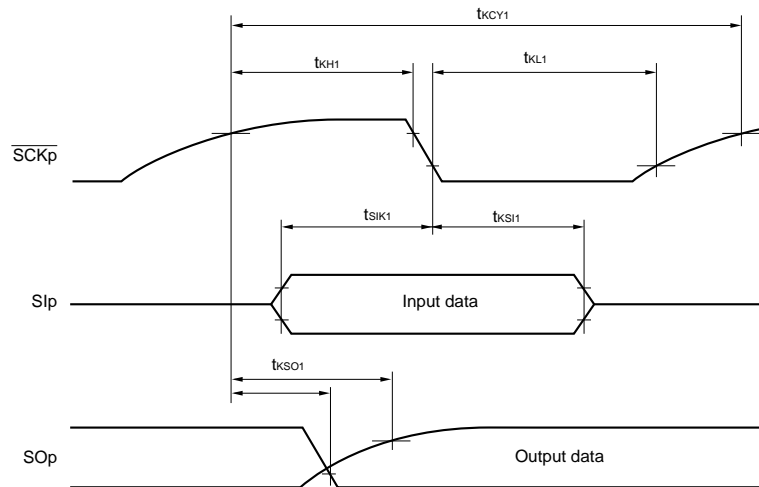 tKCY1
tKH1
tKL1
SCKp
tSIK1
tKSI1
SIp
Input data
tKSO1
SOp
Output data